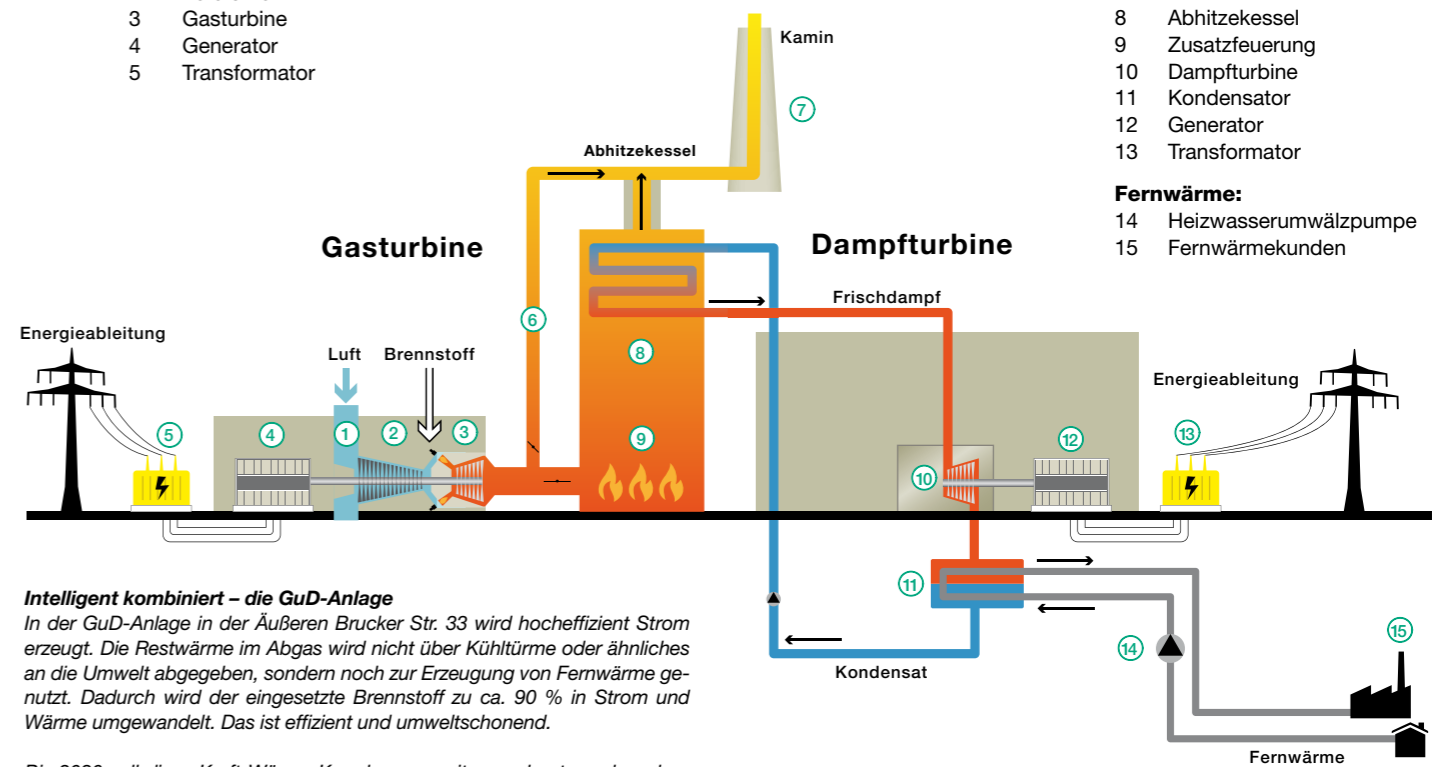 3 Gasturbine
4 Generator
5 Transformator
Kamin
7
8 Abhitzekessel
9 Zusatzfeuerung
10 Dampfturbine
11 Kondensator
12 Generator
13 Transformator
Fernwärme:
14 Heizwasserumwälzpumpe
15 Fernwärmekunden
Abhitzekessel
Gasturbine
Dampfturbine
Frischdampf
6
8
Energieableitung
Luft
Brennstoff
Energieableitung
5
4
1
2
3
9
10
12
13
11
14
15
Kondensat
Fernwärme
Intelligent kombiniert – die GuD-Anlage
In der GuD-Anlage in der Äußeren Brucker Str. 33 wird hocheffizient Strom
erzeugt. Die Restwärme im Abgas wird nicht über Kühltürme oder ähnliches
an die Umwelt abgegeben, sondern noch zur Erzeugung von Fernwärme ge-
nutzt. Dadurch wird der eingesetzte Brennstoff zu ca. 90 % in Strom und
Wärme umgewandelt. Das ist effizient und umweltschonend.